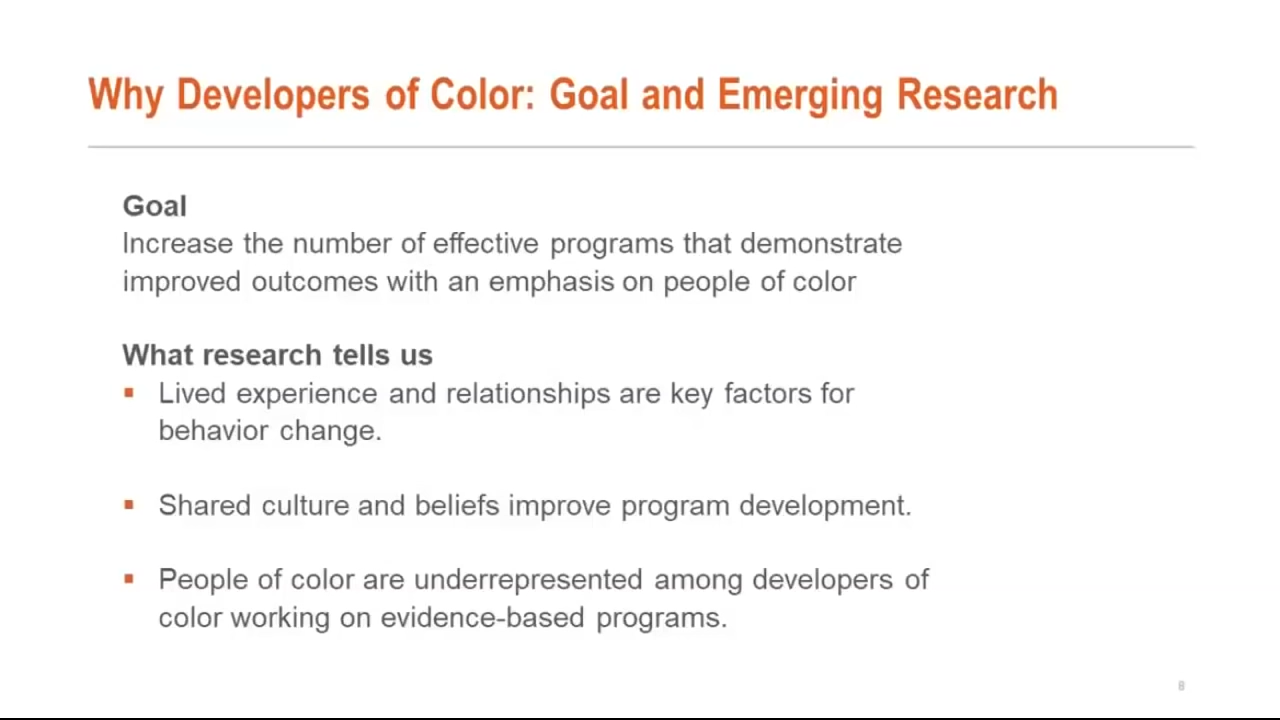 Why Developers of Color: Goal and Emerging Research
Goal
Increase the number of effective programs that demonstrate
improved outcomes with an emphasis on people of color
What research tells us
▪ Lived experience and relationships are key factors for
behavior change.
▪ Shared culture and beliefs improve program development.
▪ People of color are underrepresented among developers of
color working on evidence-based programs.
8